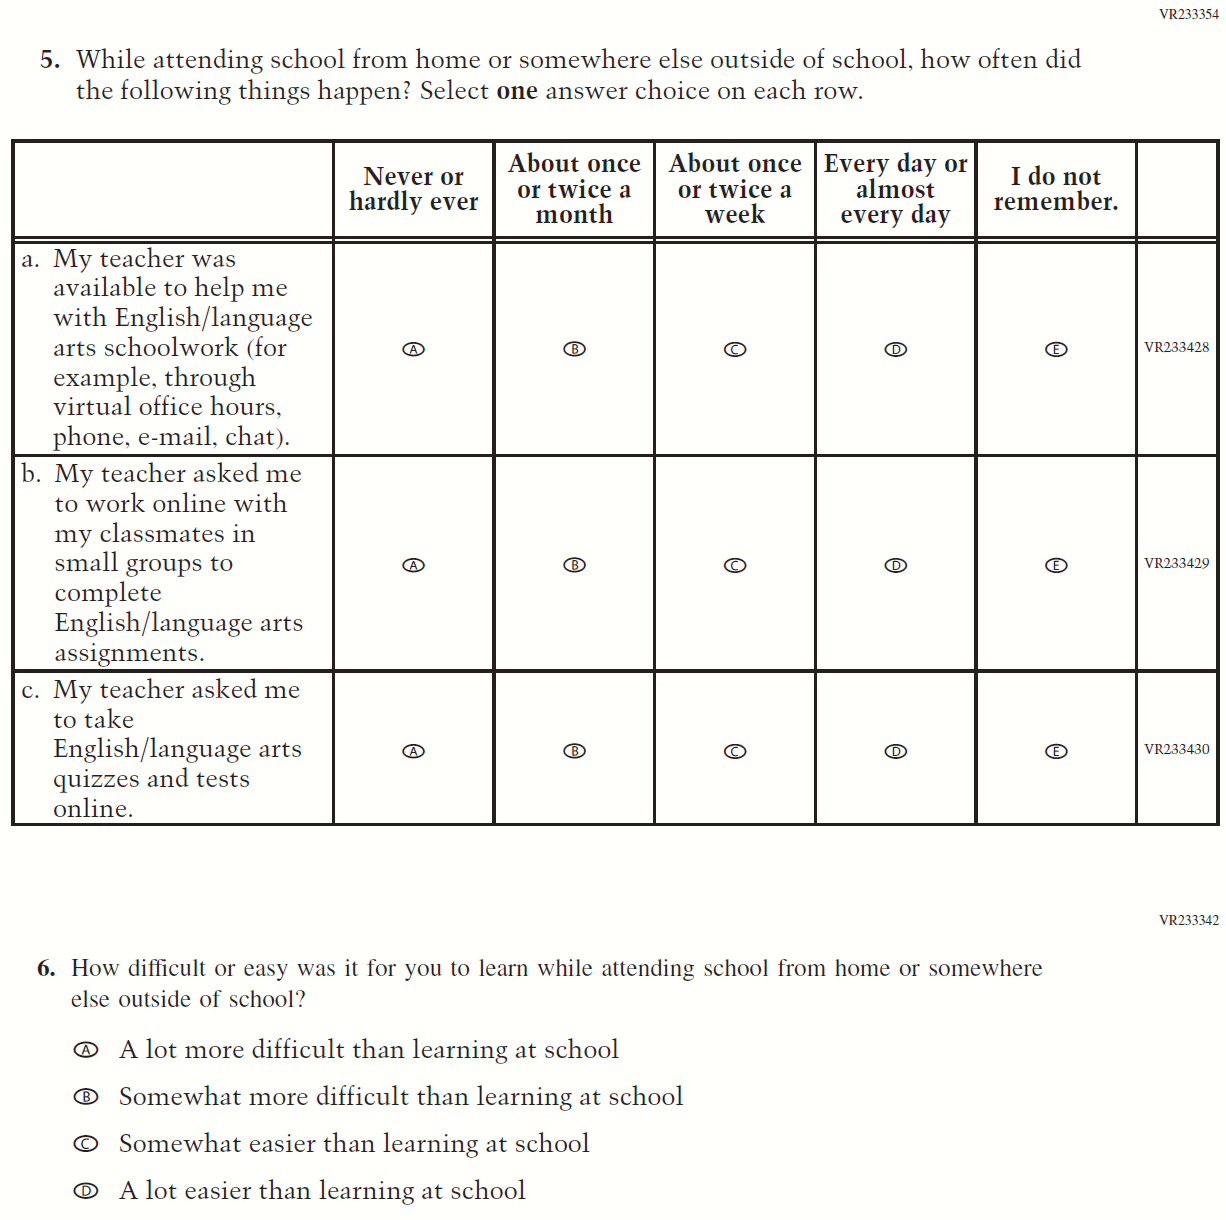 VR233354
5. While attending school from home or somewhere else outside of school, how often did
the following things happen? Select one answer choice on each row.
Never or
hardly ever
About once
or twice a
month
About once
or twice a
week
Every day or
almost
every day
I do not
remember.
a. My teacher was
available to help me
with English/language
arts schoolwork (for
example, through
virtual office hours,
phone, e-mail, chat).
A
B
C
D
E
VR233428
b. My teacher asked me
to work online with
my classmates in
small groups to
complete
English/language arts
assignments.
A
B
C
D
E
VR233429
c. My teacher asked me
to take
English/language arts
quizzes and tests
online.
A
B
C
D
E
VR233430
VR233342
6. How difficult or easy was it for you to learn while attending school from home or somewhere
else outside of school?
A A lot more difficult than learning at school
B Somewhat more difficult than learning at school
C Somewhat easier than learning at school
D A lot easier than learning at school